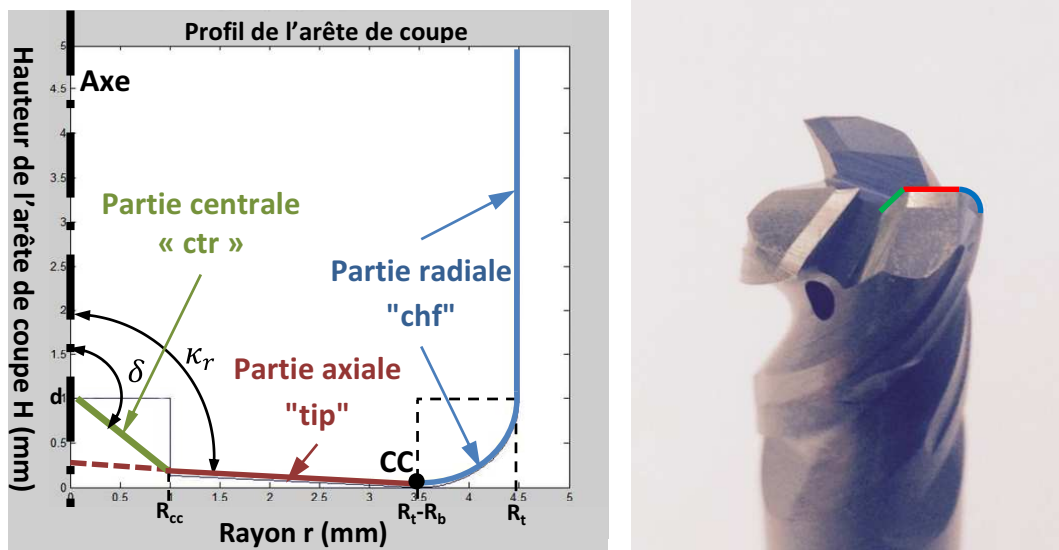 Profil de l'arête de coupe
Hauteur de l'arête de coupe H (mm)
5
4.5
4
3.5
3
2.5
2
1.5
d
0.5
0
Axe
Partie centrale
« ctr »
Partie radiale
"chf"
κr
δ
Partie axiale
"tip"
CC
0
0.5
1
1.5
2
2.5
3
3.5
4
4.5
5
Rcc
Rt-Rb
Rt
Rayon r (mm)